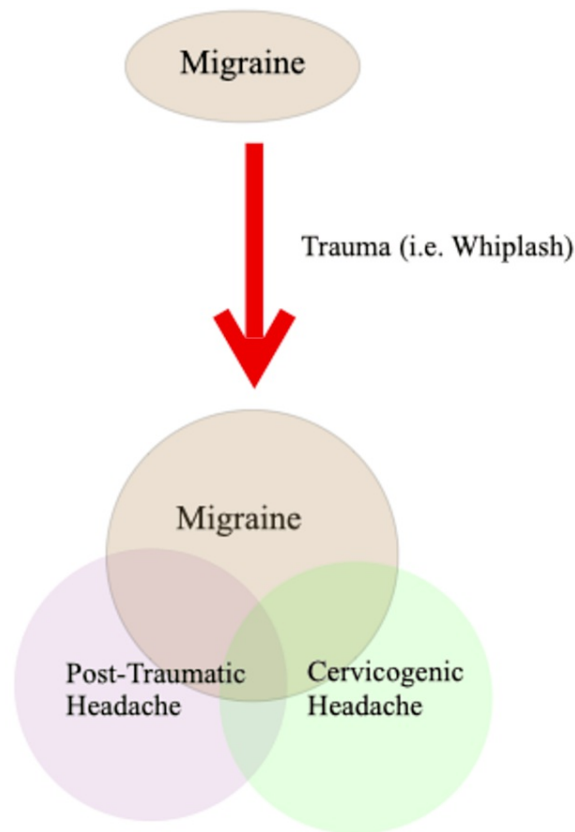 Migraine
Trauma (i.e. Whiplash)
Migraine
Post-Traumatic
Headache
Cervicogenic
Headache